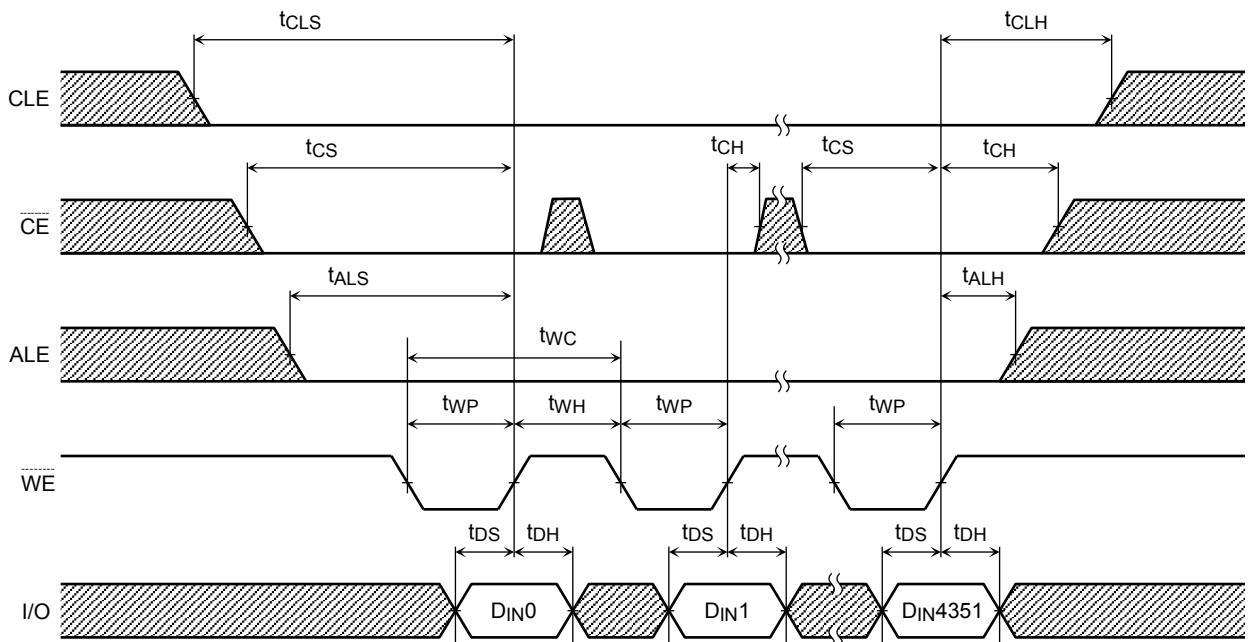 tCLS tCLH
CLE
tCS tCH tCS tCH
CE
tALS tALH
ALE
tWC
tWP tWH tWP tWP
WE
tDS tDH tDS tDH tDS tDH
I/O DIN0 DIN1 DIN4351